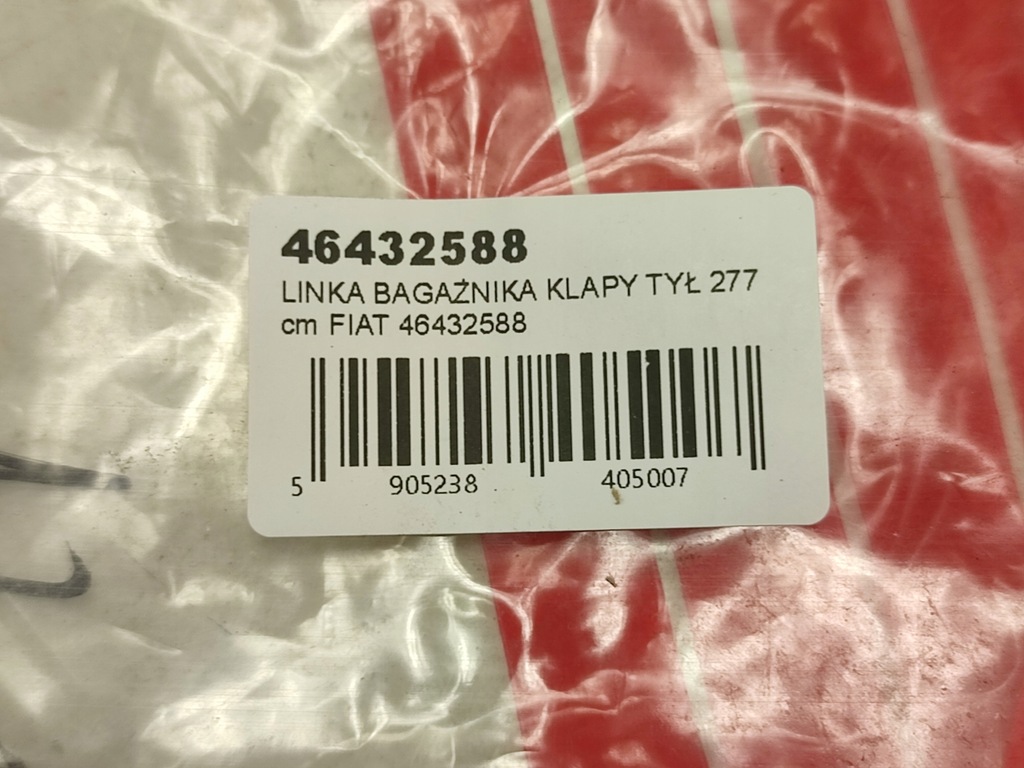 46432588
LINKA BAGAŻNIKA KLAPY TYŁ 277
cm FIAT 46432588
5 905238 405007